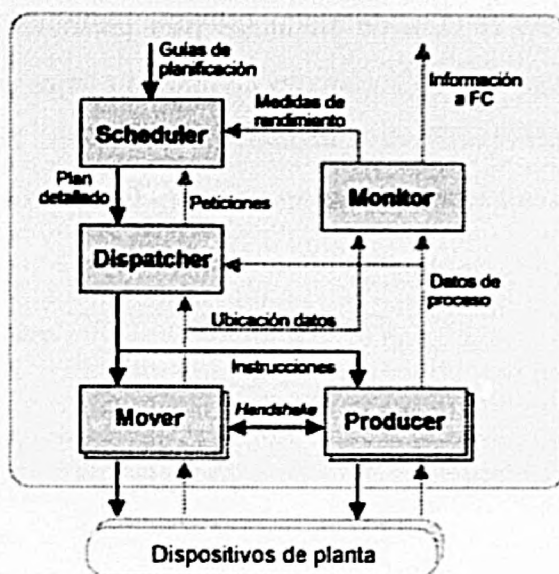 Guías de
planificación
Información
a FC
Medidas de
rendimiento
Scheduler
Plan
detallado
Peticiones
Monitor
Dispatcher
Datos de
proceso
Ubicación datos
Instrucciones
Mover
Handshake
Producer
Dispositivos de planta